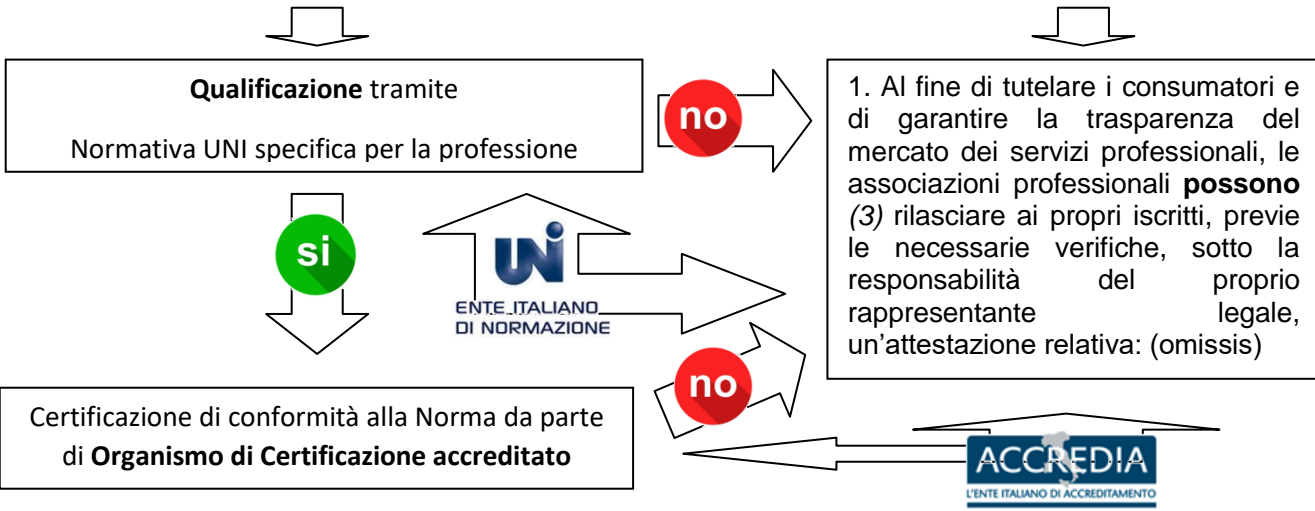 Qualificazione tramite
Normativa UNI specifica per la professione
no
1. Al fine di tutelare i consumatori e
di garantire la trasparenza del
mercato dei servizi professionali, le
associazioni professionali possono
(3) rilasciare ai propri iscritti, previe
le necessarie verifiche, sotto la
responsabilità del proprio
rappresentante legale,
un'attestazione relativa: (omissis)
si
UNI
ENTE ITALIANO
DI NORMAZIONE
no
Certificazione di conformità alla Norma da parte
di Organismo di Certificazione accreditato
ACCREDIA
L'ENTE ITALIANO DI ACCREDITAMENTO